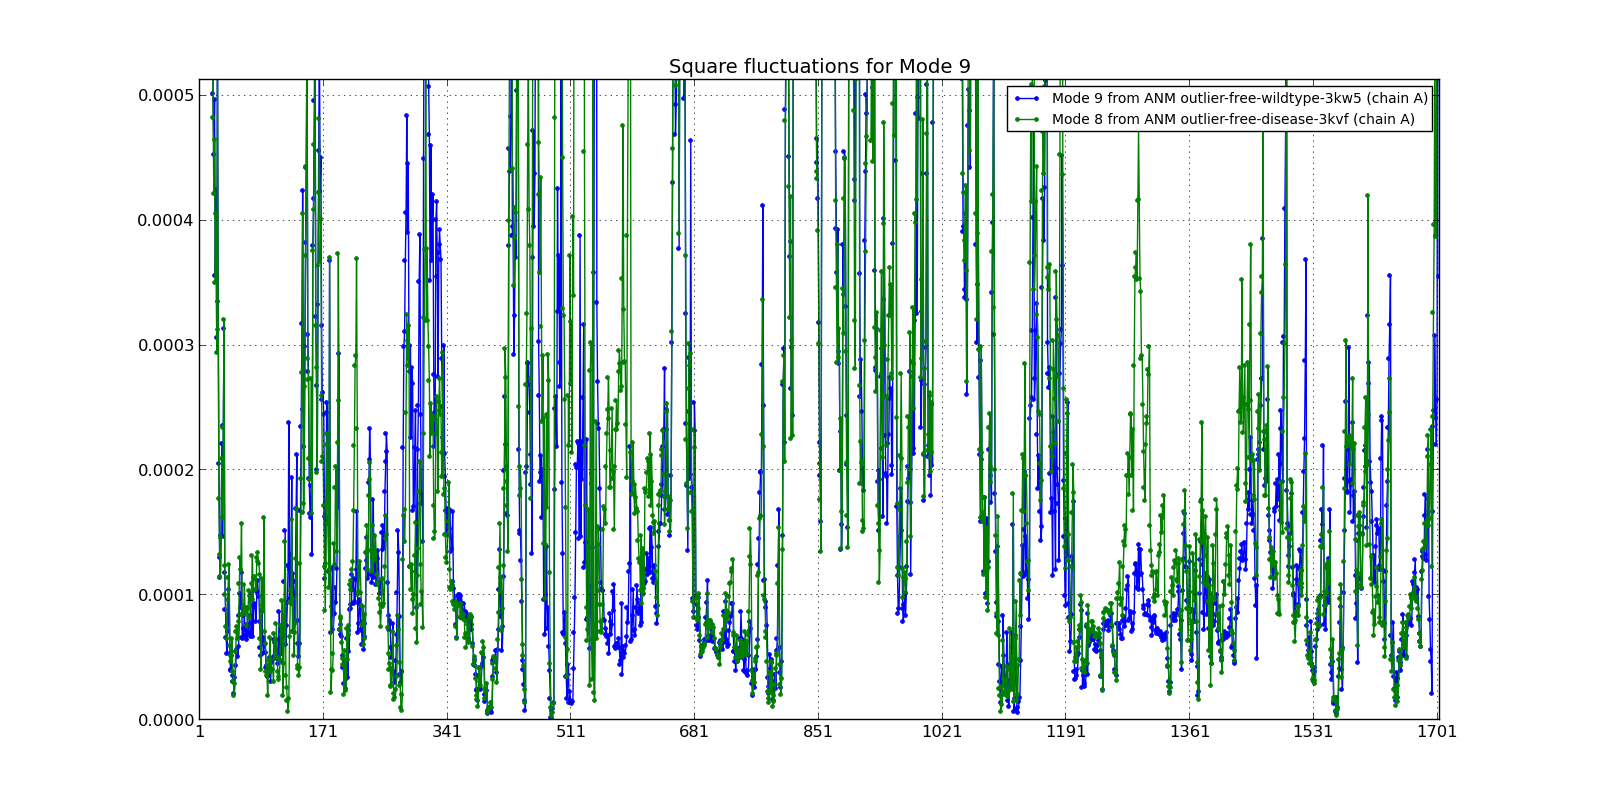 Square fluctuations for Mode 9
0.0005
0.0004
0.0003
0.0002
0.0001
0.0000
Mode 9 from ANM outlier-free-wildtype-3kw5 (chain A)
Mode 8 from ANM outlier-free-disease-3kvf (chain A)
1 171 341 511 681 851 1021 1191 1361 1531 1701